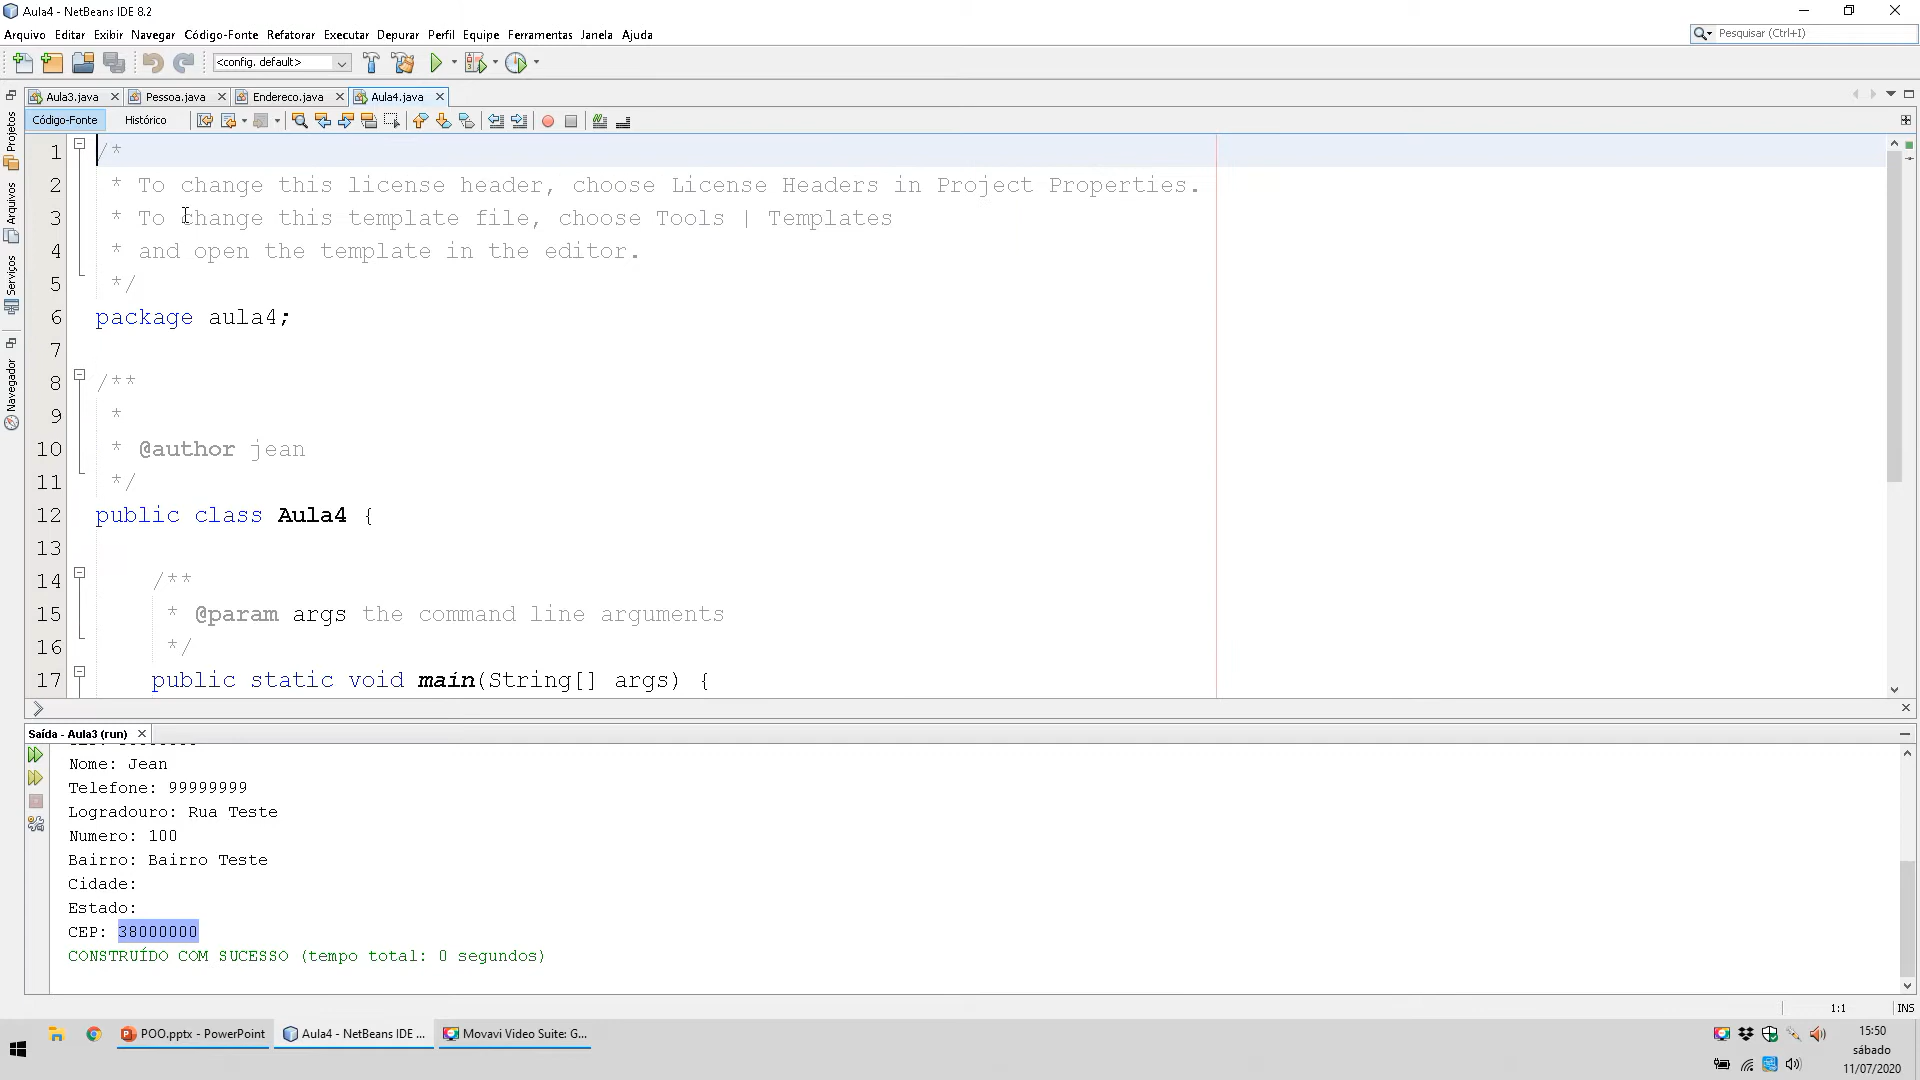 Aula4 - NetBeans IDE 8.2
Arquivo Editar Exibir Navegar Código-Fonte Refatorar Executar Depurar Perfil Equipe Ferramentas Janela Ajuda
Pesquisar (Ctrl+I)
<config. default>
Aula3.java Pessoa.java Endereco.java Aula4.java
Código-Fonte Histórico
Projetos
Arquivos
Serviços
Navegador
1 /*
2 * To change this license header, choose License Headers in Project Properties.
3 * To change this template file, choose Tools | Templates
4 * and open the template in the editor.
5 */
6 package aula4;
7
8 /**
9 *
10 * @author jean
11 */
12 public class Aula4 {
13
14 /**
15 * @param args the command line arguments
16 */
17 public static void main(String[] args) {
Saída - Aula3 (run)
Nome: Jean
Telefone: 99999999
Logradouro: Rua Teste
Numero: 100
Bairro: Bairro Teste
Cidade:
Estado:
CEP: 38000000
CONSTRUÍDO COM SUCESSO (tempo total: 0 segundos)
1:1 INS
POO.pptx - PowerPoint Aula4 - NetBeans IDE ... Movavi Video Suite: G...
15:50
sábado
11/07/2020